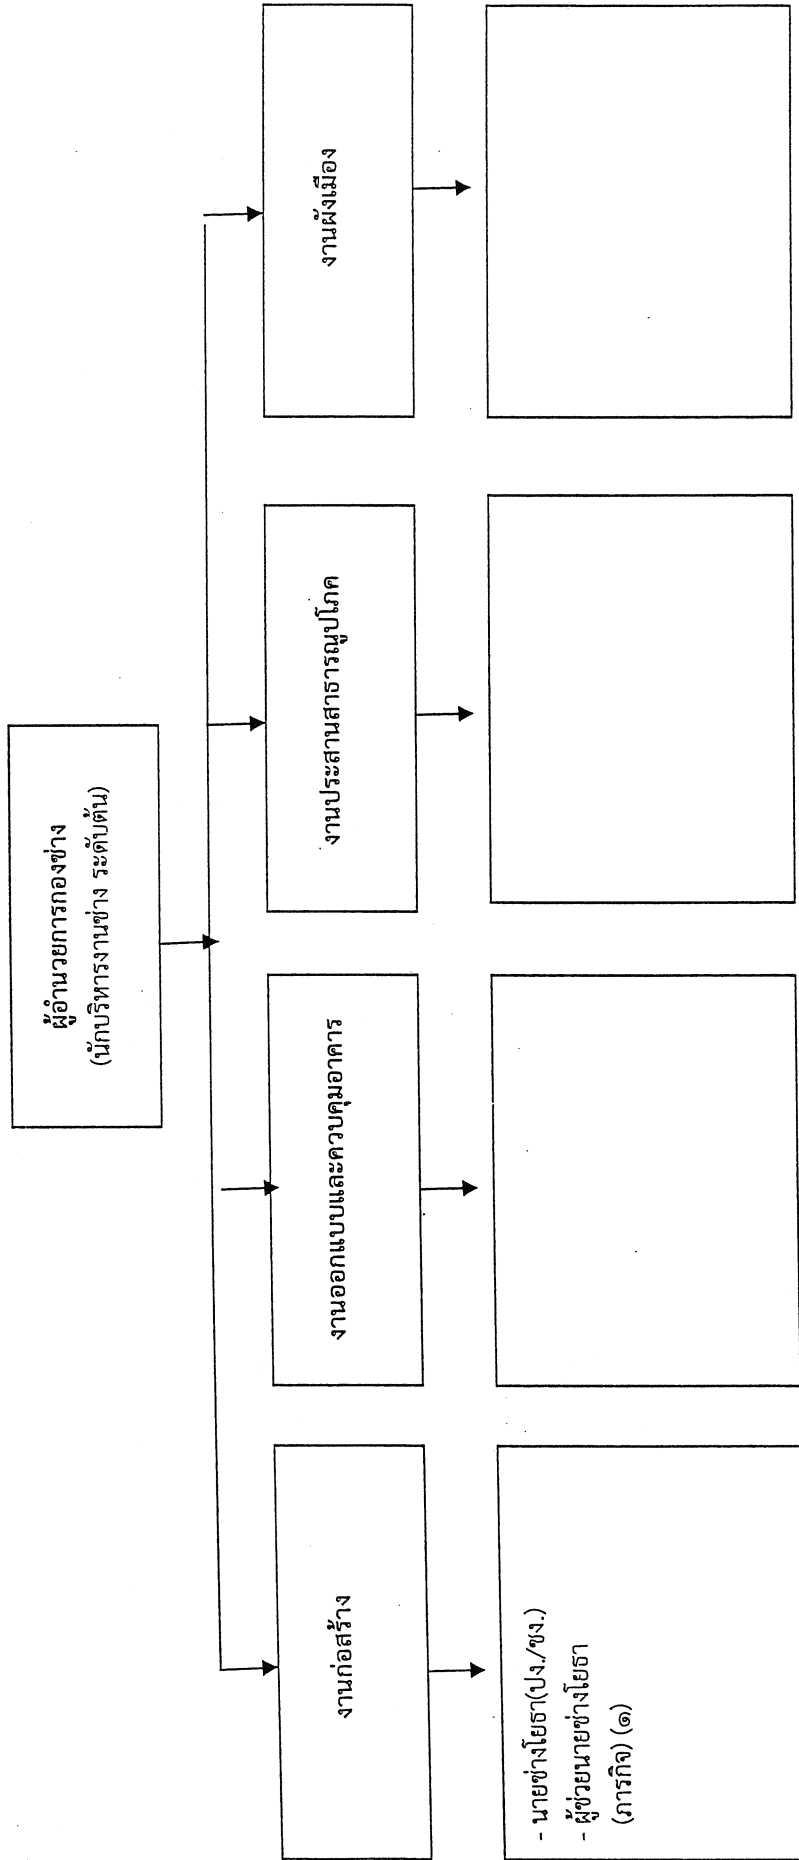 ผู้อำนวยการกองช่าง
(นักบริหารงานช่าง ระดับต้น)
งานก่อสร้าง
งานออกแบบและควบคุมอาคาร
งานประสานสาธารณูปโภค
งานผังเมือง
- นายช่างโยธา(ปง./ชง.)
- ผู้ช่วยนายช่างโยธา
(ภารกิจ) (๑)